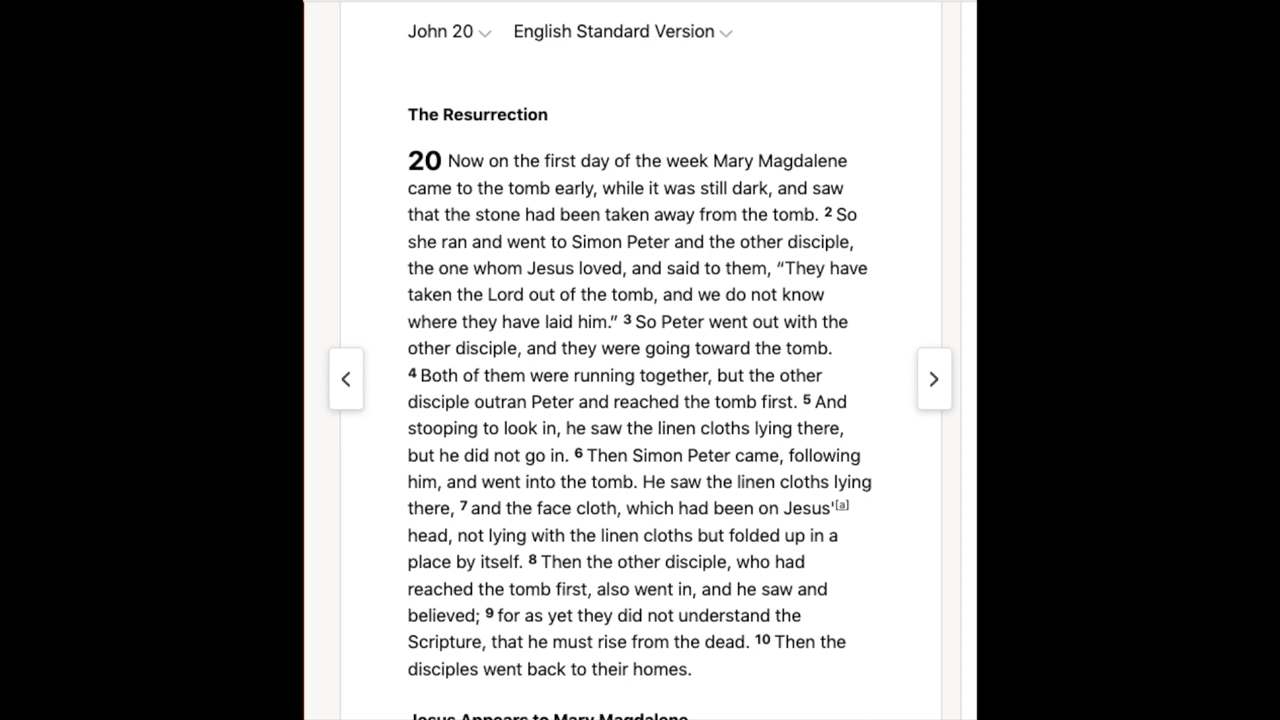 John 20 English Standard Version
The Resurrection
20 Now on the first day of the week Mary Magdalene
came to the tomb early, while it was still dark, and saw
that the stone had been taken away from the tomb. 2 So
she ran and went to Simon Peter and the other disciple,
the one whom Jesus loved, and said to them, “They have
taken the Lord out of the tomb, and we do not know
where they have laid him.” 3 So Peter went out with the
other disciple, and they were going toward the tomb.
4 Both of them were running together, but the other
disciple outran Peter and reached the tomb first. 5 And
stooping to look in, he saw the linen cloths lying there,
but he did not go in. 6 Then Simon Peter came, following
him, and went into the tomb. He saw the linen cloths lying
there, 7 and the face cloth, which had been on Jesus'[a]
head, not lying with the linen cloths but folded up in a
place by itself. 8 Then the other disciple, who had
reached the tomb first, also went in, and he saw and
believed; 9 for as yet they did not understand the
Scripture, that he must rise from the dead. 10 Then the
disciples went back to their homes.
Jesus Appears to Mary Magdalene